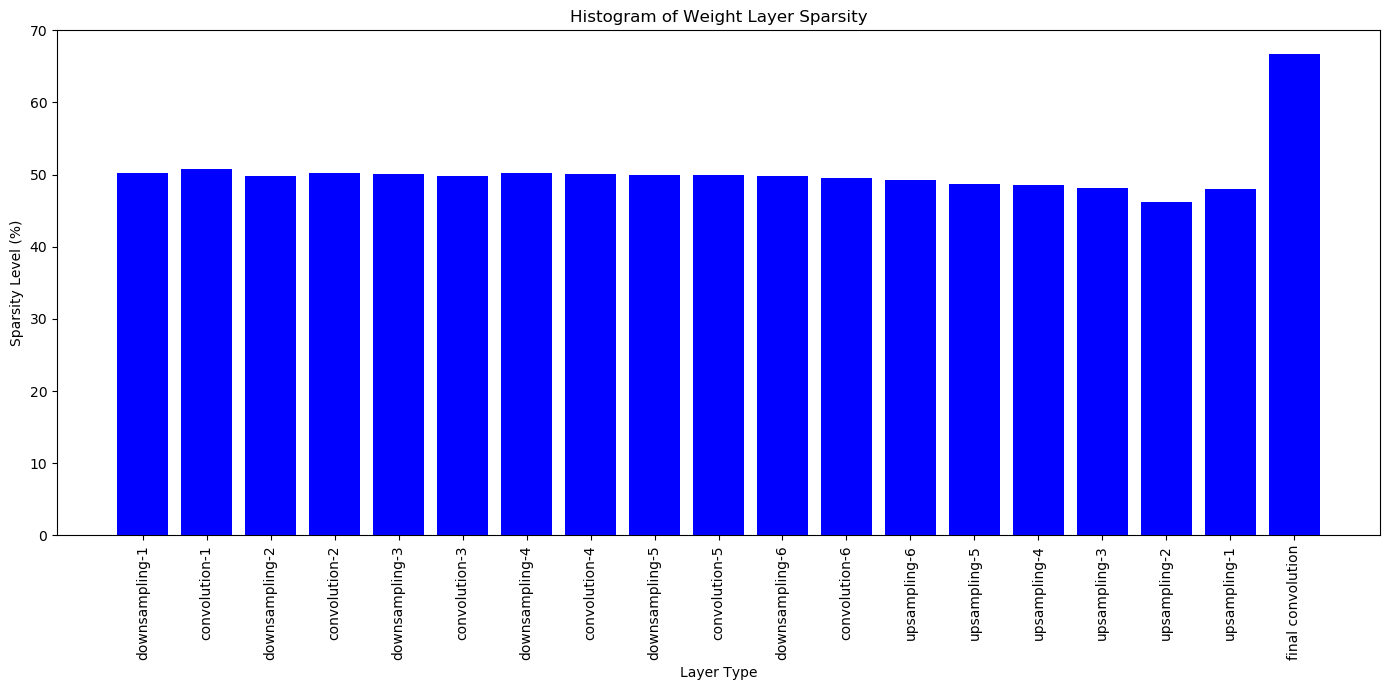 Histogram of Weight Layer Sparsity
Sparsity Level (%)
70
60
50
40
30
20
10
0
downsampling-1
convolution-1
downsampling-2
convolution-2
downsampling-3
convolution-3
downsampling-4
convolution-4
downsampling-5
convolution-5
downsampling-6
convolution-6
upsampling-6
upsampling-5
upsampling-4
upsampling-3
upsampling-2
upsampling-1
final convolution
Layer Type